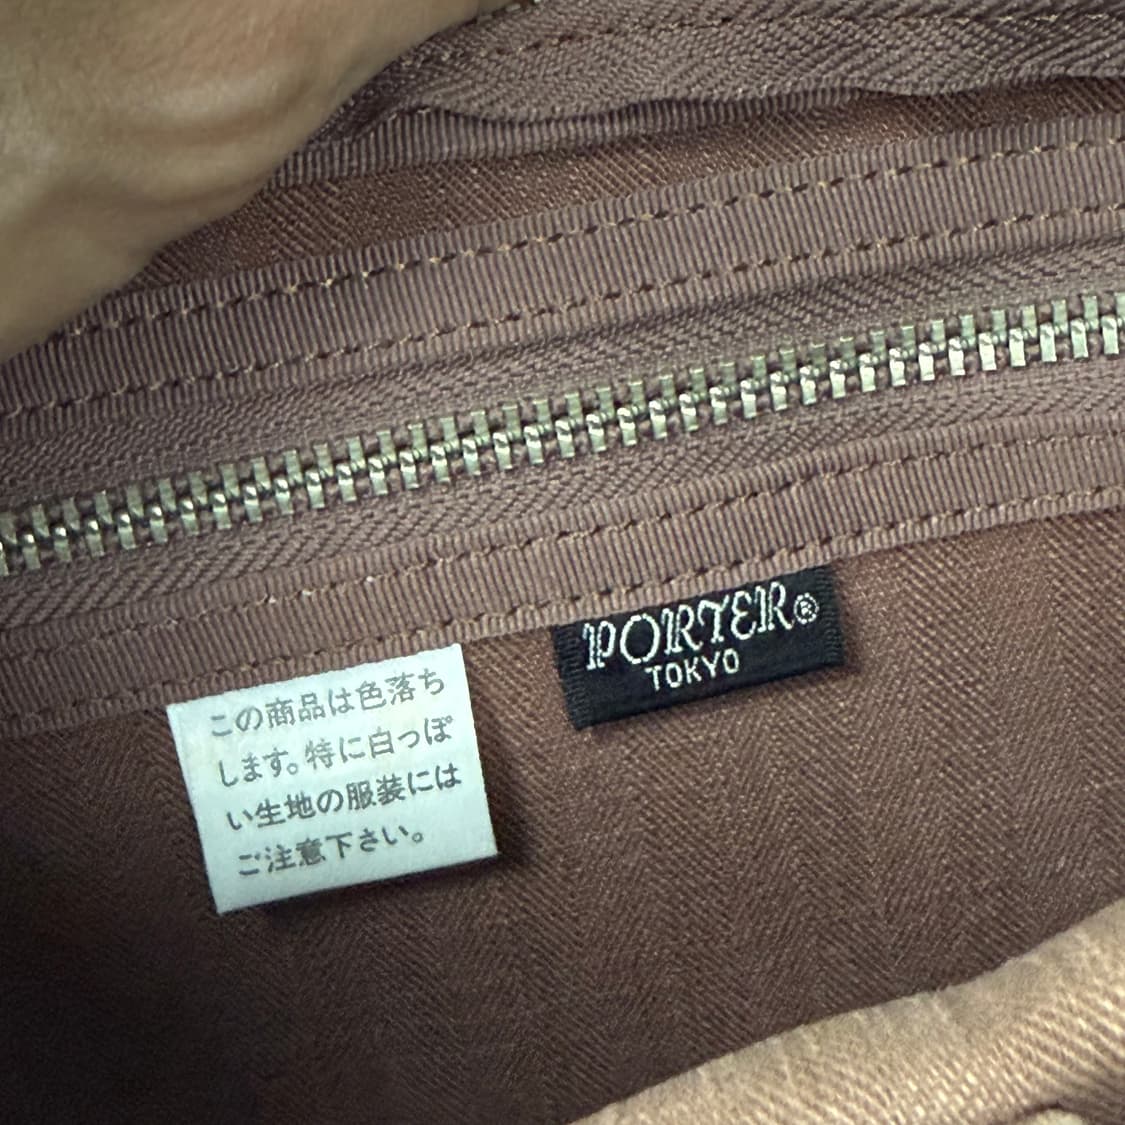 この商品は色落ち
します。特に白っぽ
い生地の服装には
ご注意下さい。
PORTER®
TOKYO